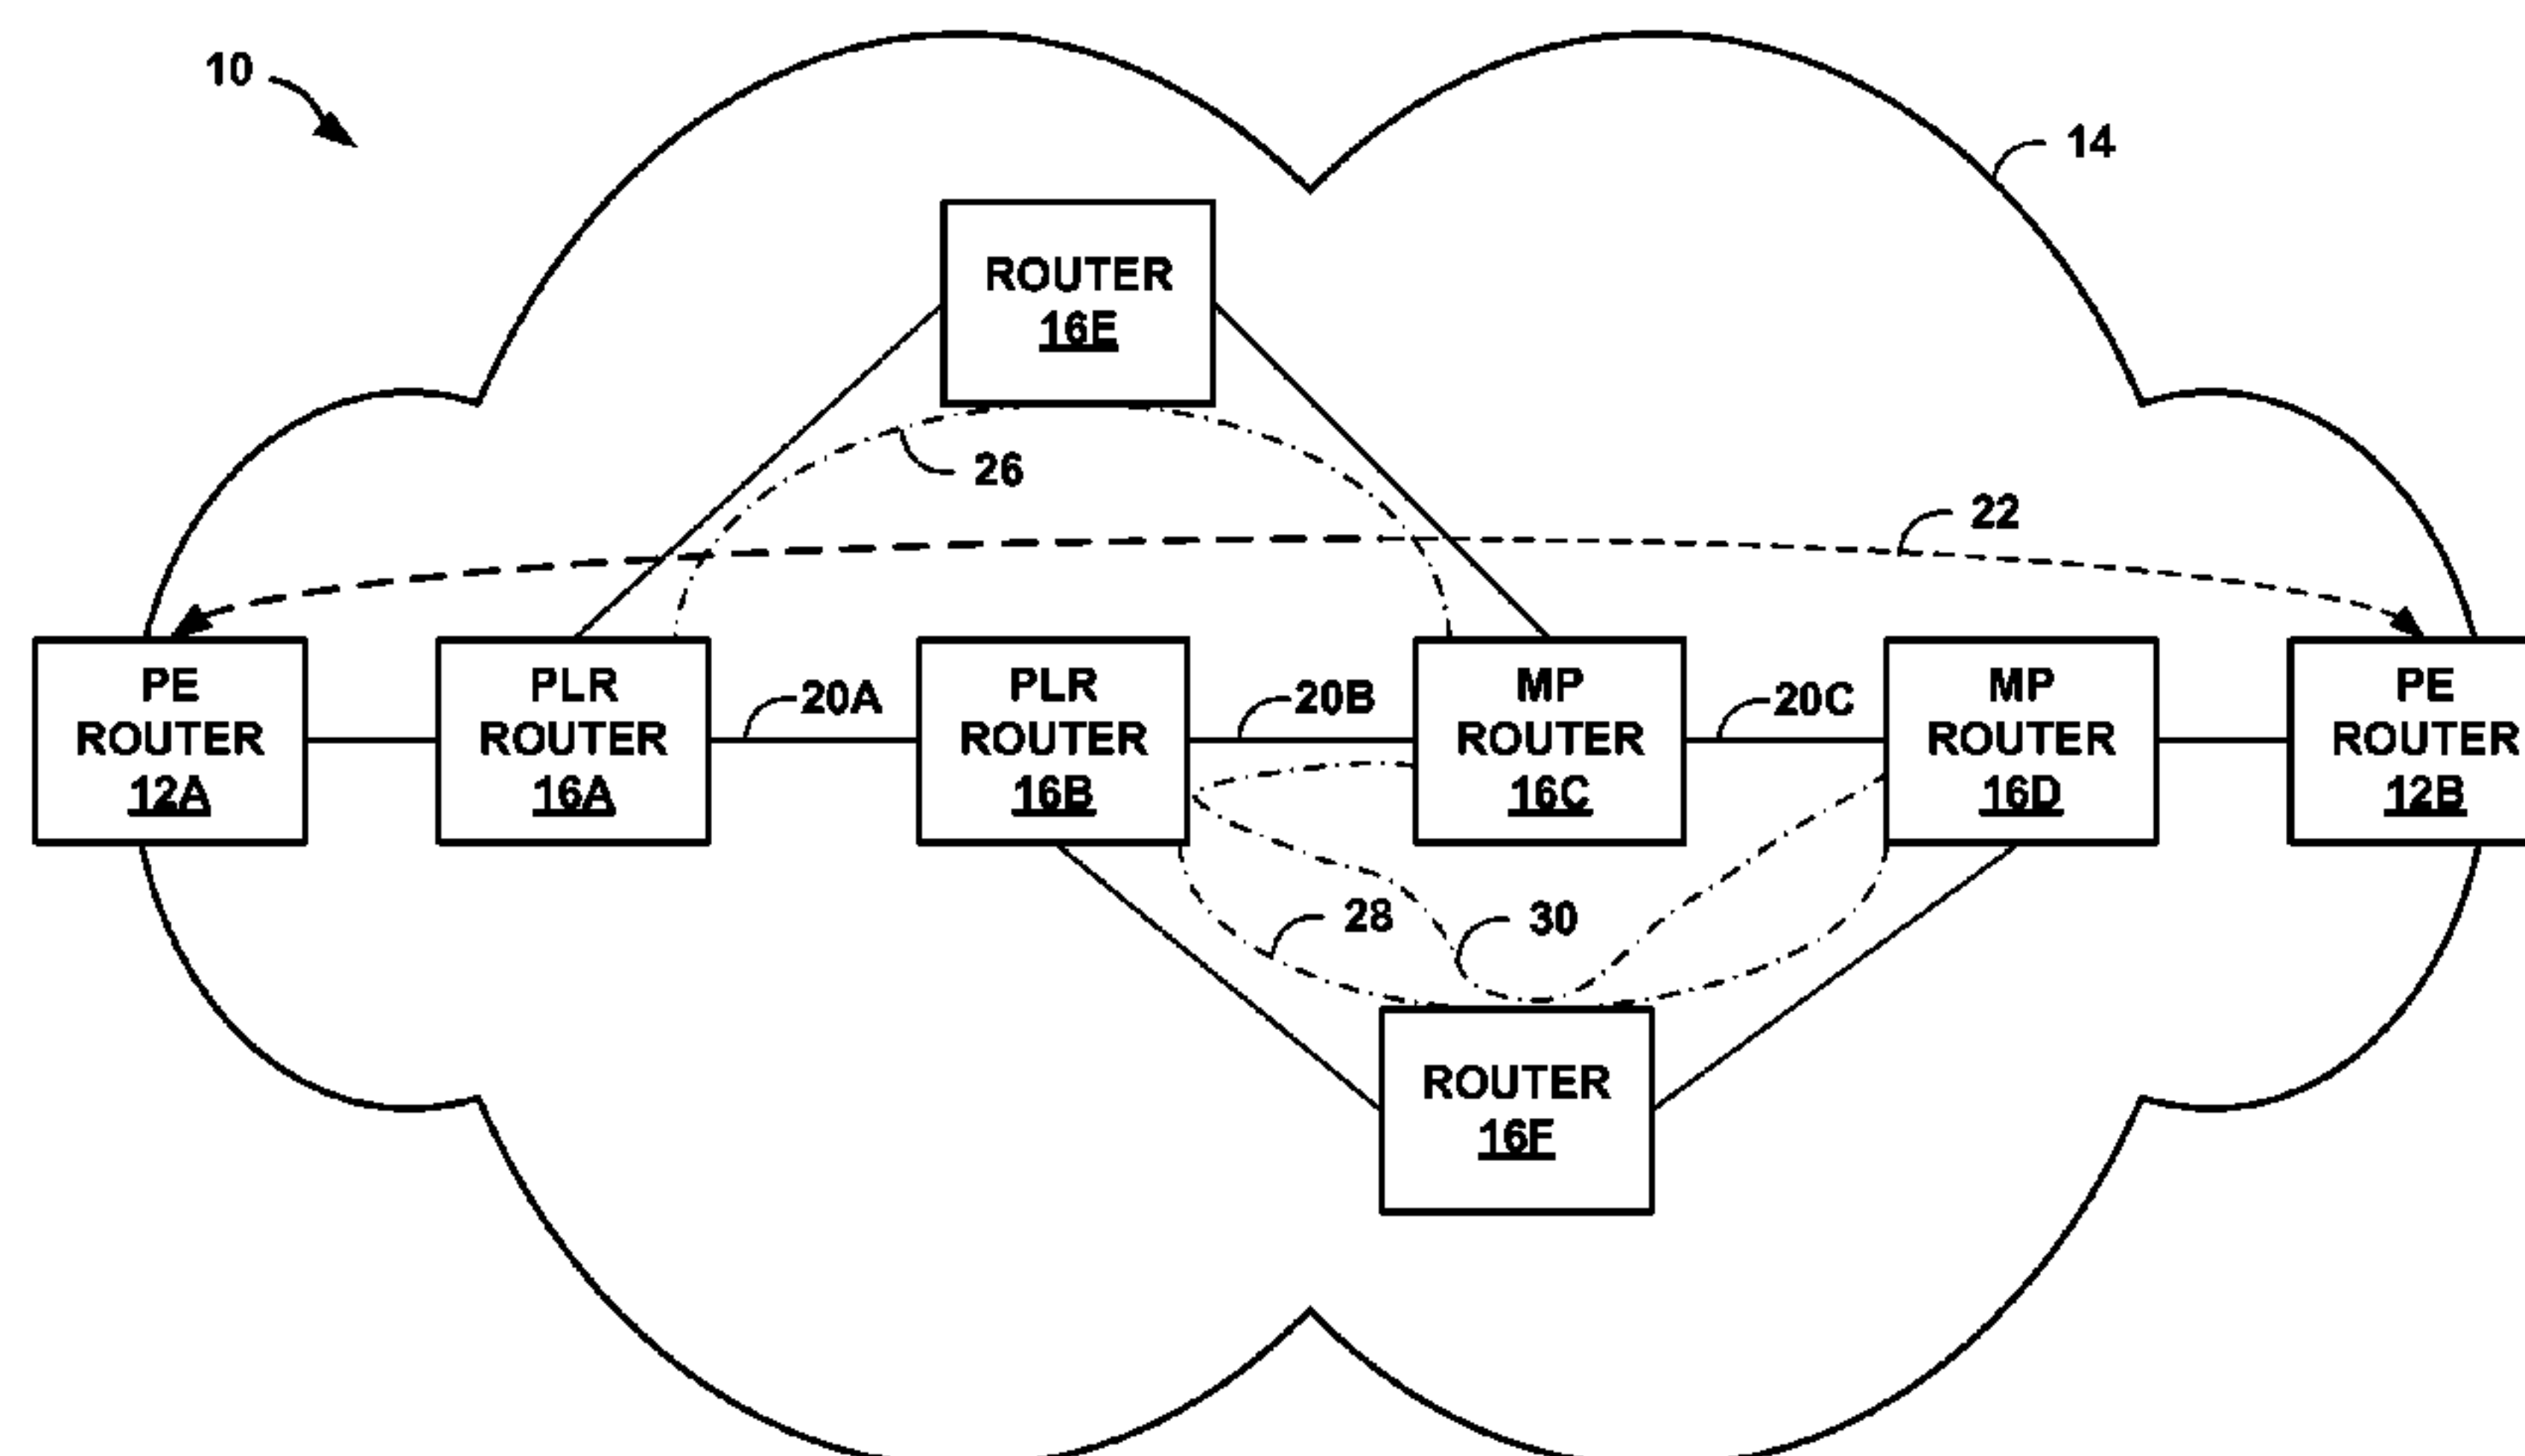 10
14
ROUTER
16E
26
22
PE
ROUTER
12A
PLR
ROUTER
16A
20A
PLR
ROUTER
16B
20B
MP
ROUTER
16C
20C
MP
ROUTER
16D
PE
ROUTER
12B
28
30
ROUTER
16F